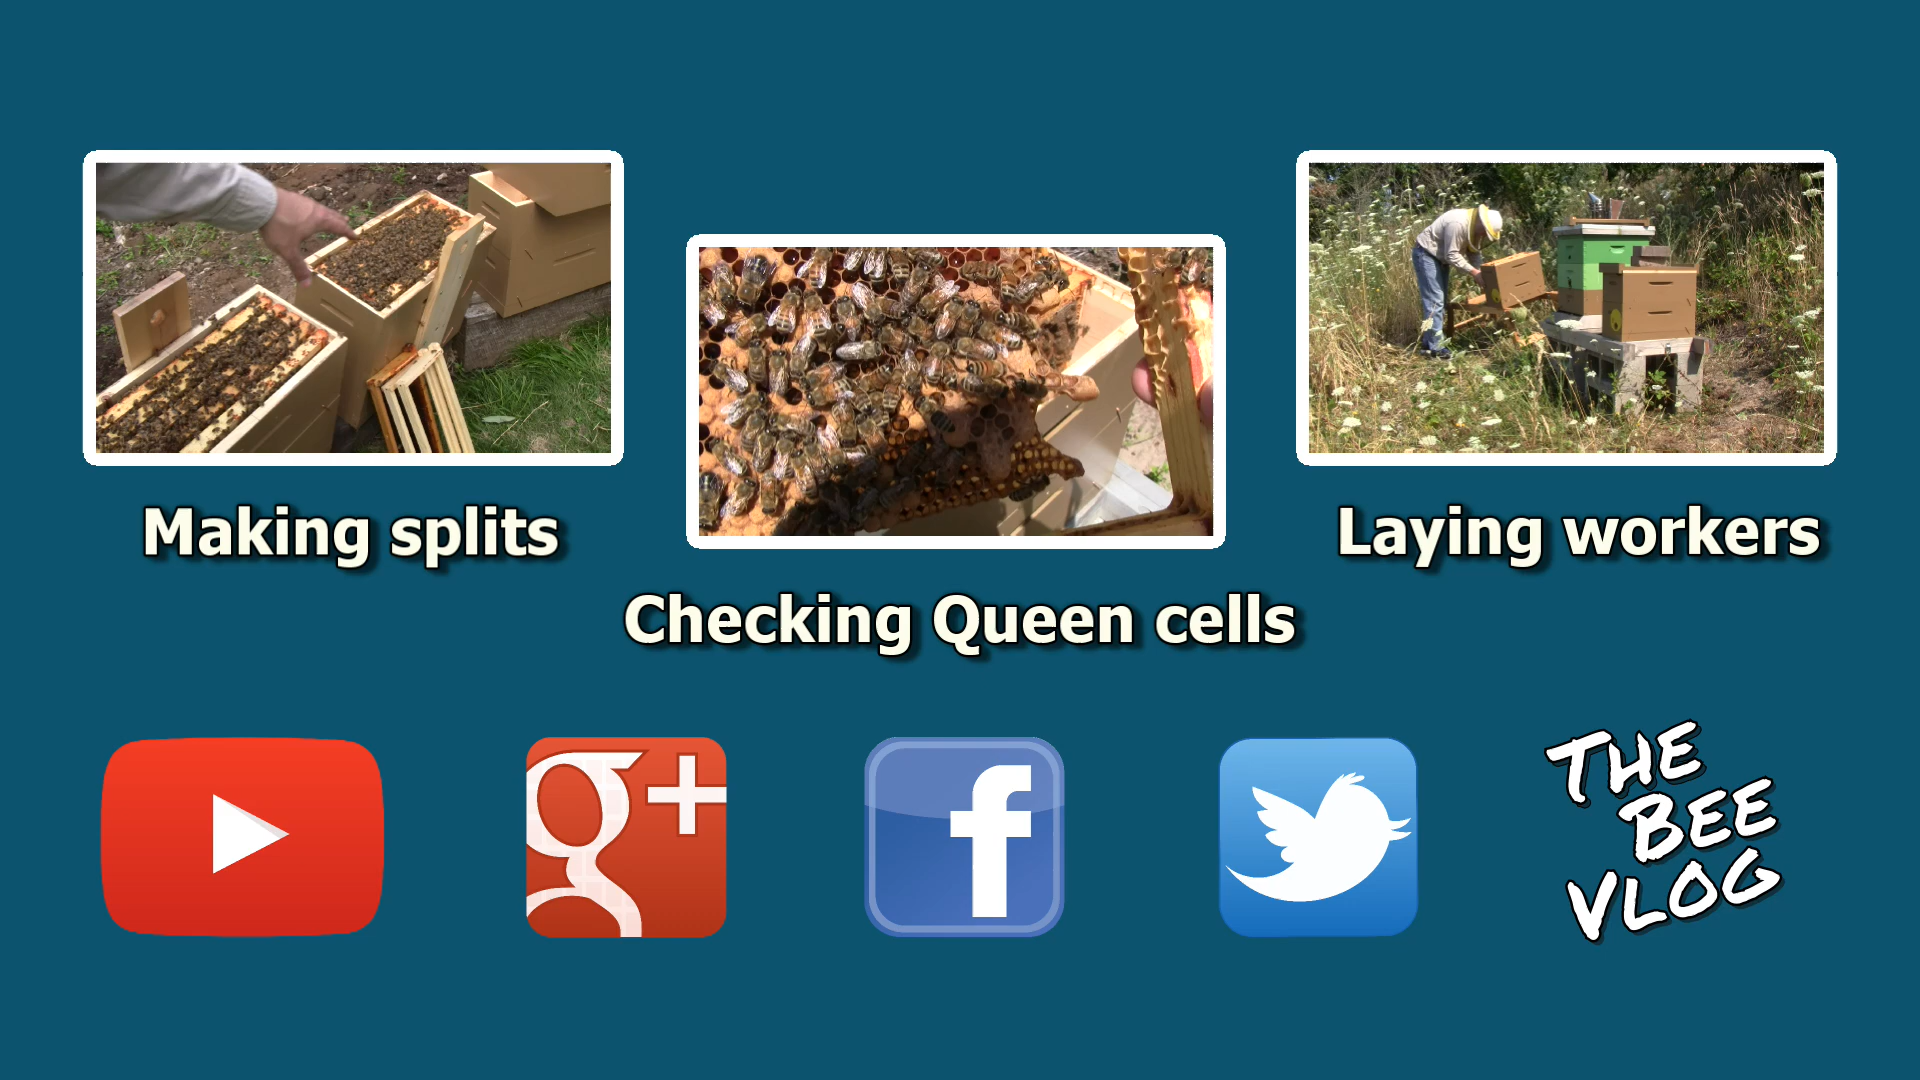 Making splits
Checking Queen cells
Laying workers
g+
f
THE
BEE
VLOG